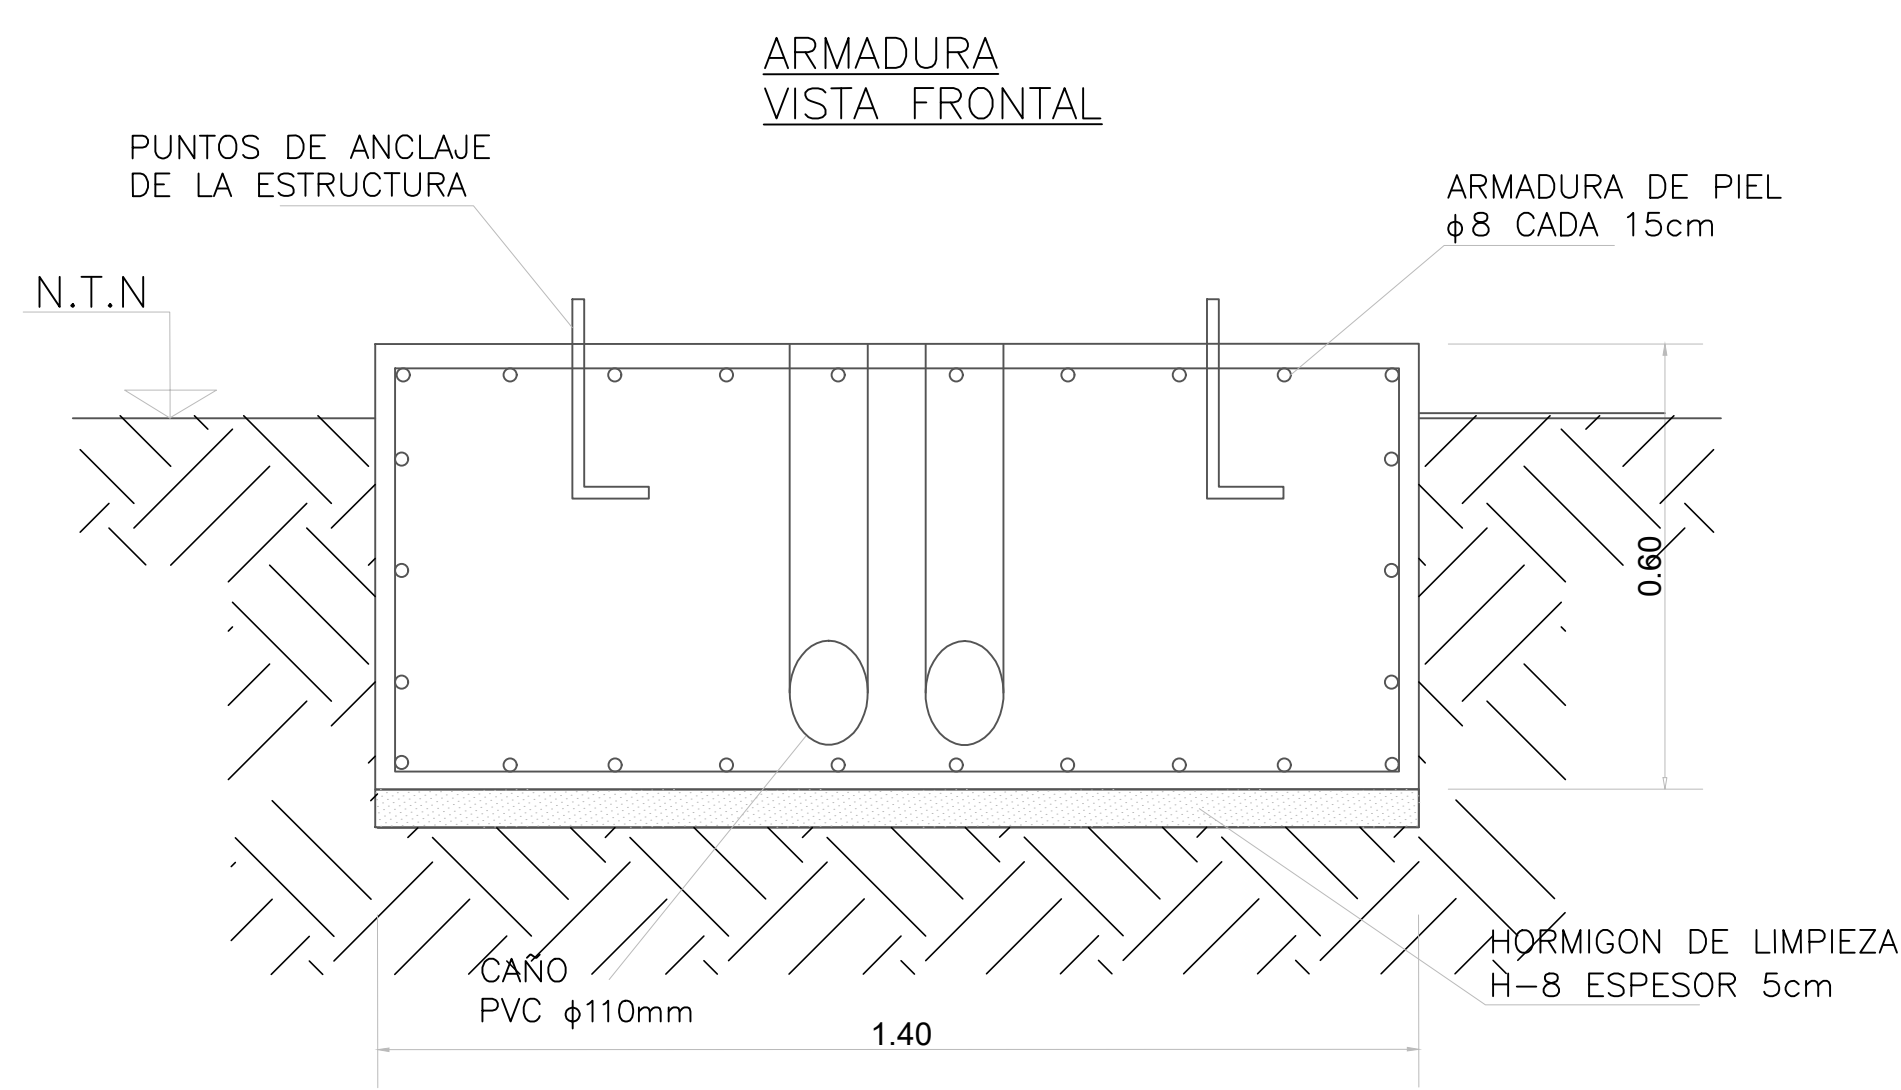 ARMADURA
VISTA FRONTAL
PUNTOS DE ANCLAJE
DE LA ESTRUCTURA
ARMADURA DE PIEL
ϕ8 CADA 15cm
N.T.N
0.60
HORMIGON DE LIMPIEZA
H-8 ESPESOR 5cm
CAÑO
PVC ϕ110mm
1.40